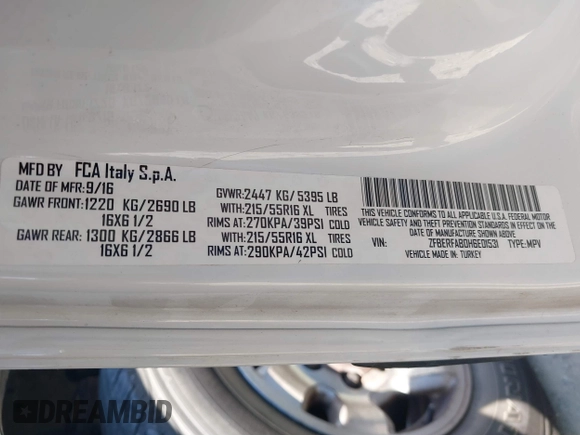 MFD BY FCA Italy S.p.A.
DATE OF MFR:9/16
GAWR FRONT:1220 KG/2690 LB
16X6 1/2
GAWR REAR:1300 KG/2866 LB
16X6 1/2
GVWR:2447 KG/5395 LB
WITH:215/55R16 XL TIRES
RIMS AT:270KPA/39PSI COLD
WITH:215/55R16 XL TIRES
RIMS AT:290KPA/42PSI COLD
THIS VEHICLE CONFORMS TO ALL APPLICABLE U.S.A. FEDERAL MOTOR
VEHICLE SAFETY, BUMPER, AND THEFT PREVENTION STANDARDS IN
EFFECT ON THE DATE OF MANUFACTURE SHOWN ABOVE.
VIN: ZFBERFAB0H6E01531 TYPE:MPV
VEHICLE MADE IN: TURKEY
DREAMBID